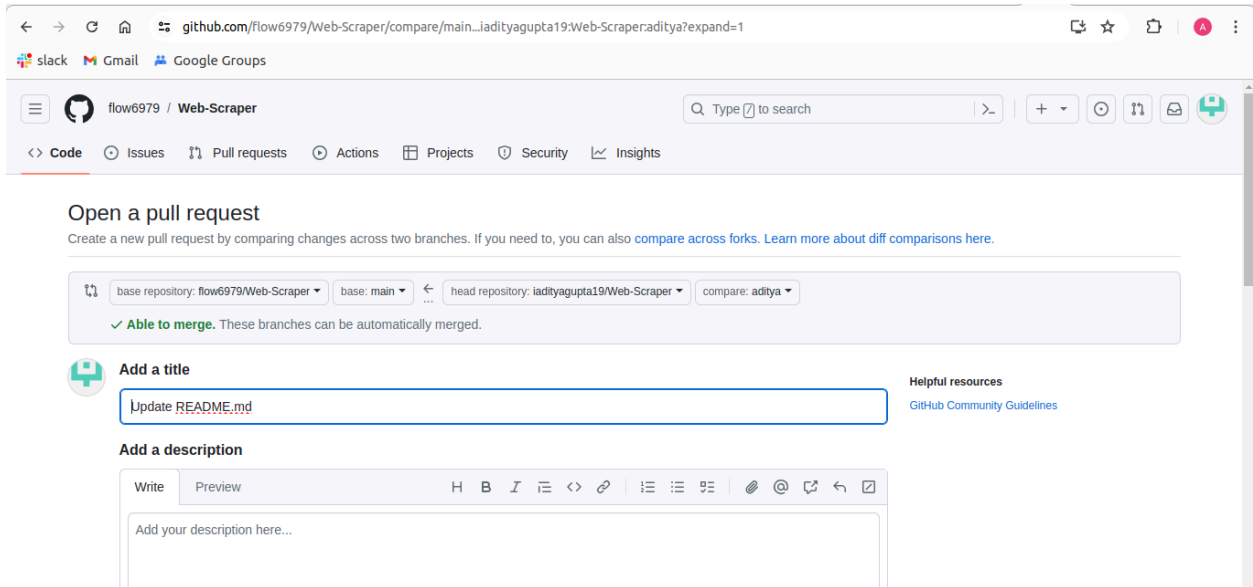 github.com/flow6979/Web-Scraper/compare/main...iadityagupta19:Web-Scraper:aditya?expand=1
A
slack Gmail Google Groups
flow6979 / Web-Scraper
Type / to search
Code Issues Pull requests Actions Projects Security Insights
Open a pull request
Create a new pull request by comparing changes across two branches. If you need to, you can also compare across forks. Learn more about diff comparisons here.
base repository: flow6979/Web-Scraper base: main ... head repository: iadityagupta19/Web-Scraper compare: aditya
Able to merge. These branches can be automatically merged.
Add a title
Helpful resources
Update README.md
GitHub Community Guidelines
Add a description
Write Preview H B I
Add your description here...